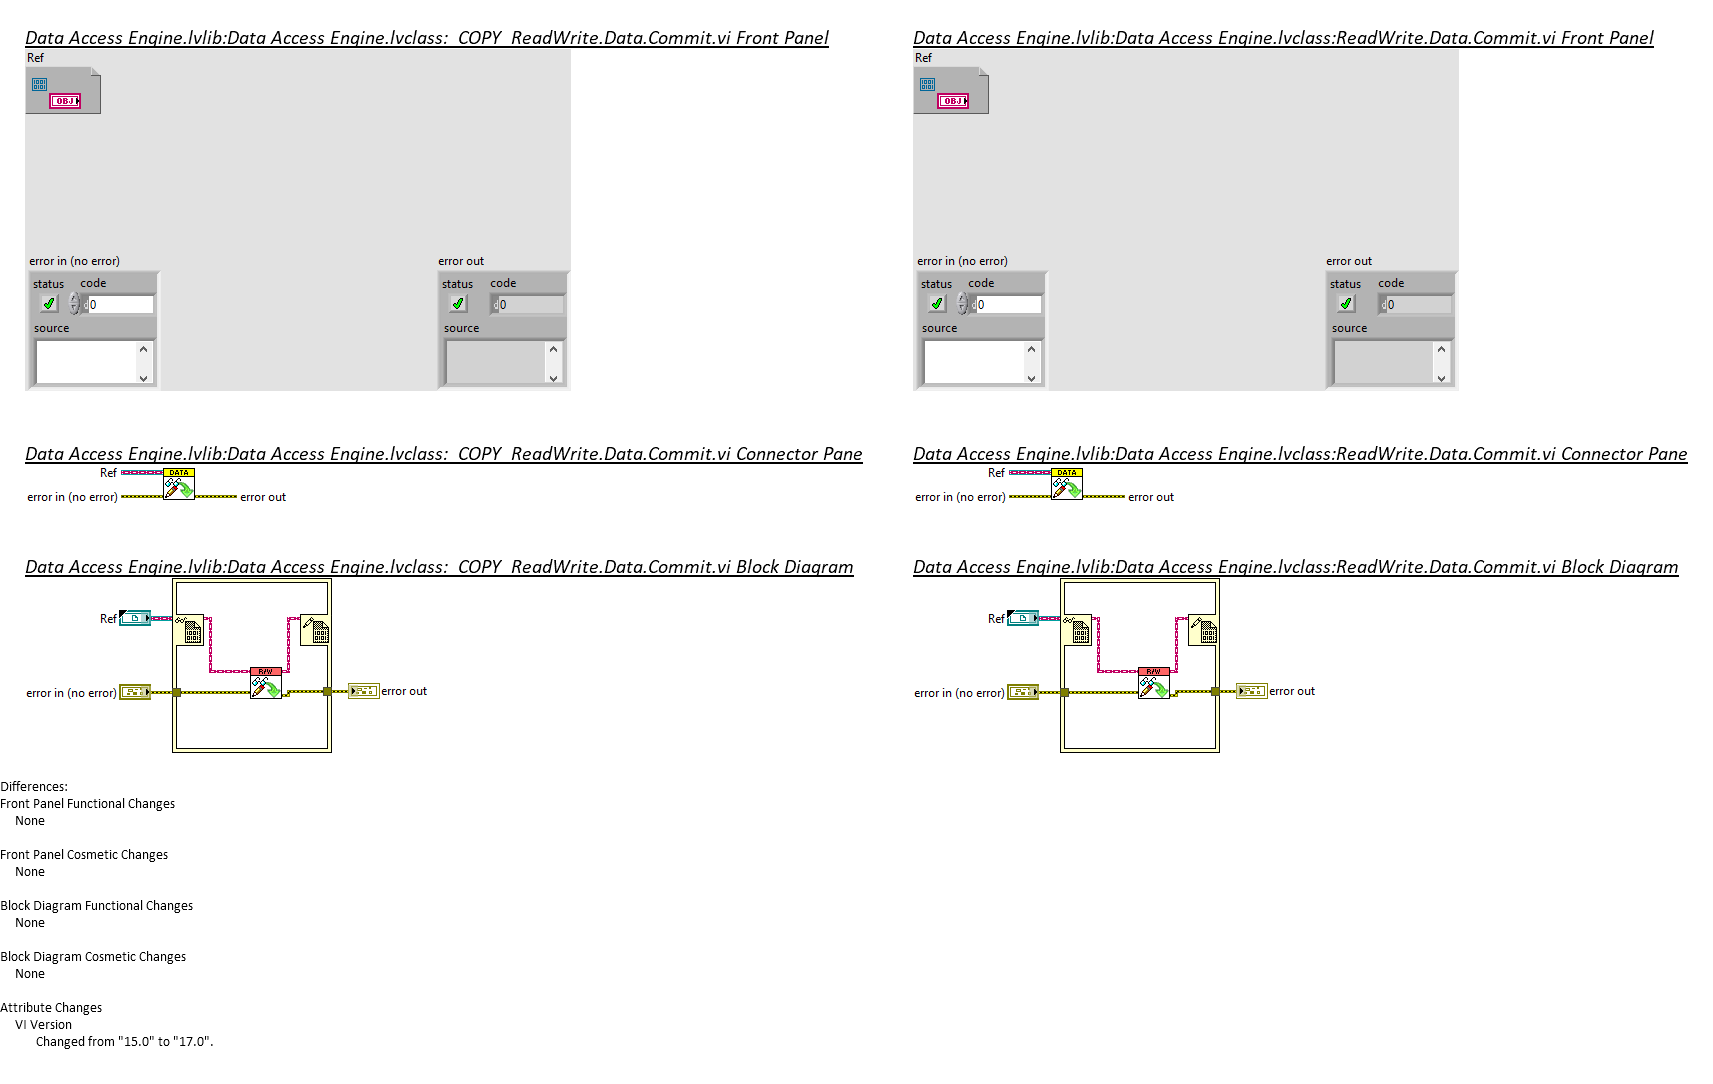 Data Access Engine.lvlib:Data Access Engine.lvclass:_COPY_ReadWrite.Data.Commit.vi Front Panel
Ref
OBJ
error in (no error)
status code
d 0
source
error out
status code
d 0
source
Data Access Engine.lvlib:Data Access Engine.lvclass:ReadWrite.Data.Commit.vi Front Panel
Ref
OBJ
error in (no error)
status code
d 0
source
error out
status code
d 0
source
Data Access Engine.lvlib:Data Access Engine.lvclass:_COPY_ReadWrite.Data.Commit.vi Connector Pane
Ref
DATA
error in (no error)
error out
Data Access Engine.lvlib:Data Access Engine.lvclass:ReadWrite.Data.Commit.vi Connector Pane
Ref
DATA
error in (no error)
error out
Data Access Engine.lvlib:Data Access Engine.lvclass:_COPY_ReadWrite.Data.Commit.vi Block Diagram
Ref
R/W
error in (no error)
error out
Data Access Engine.lvlib:Data Access Engine.lvclass:ReadWrite.Data.Commit.vi Block Diagram
Ref
R/W
error in (no error)
error out
Differences:
Front Panel Functional Changes
None
Front Panel Cosmetic Changes
None
Block Diagram Functional Changes
None
Block Diagram Cosmetic Changes
None
Attribute Changes
VI Version
Changed from "15.0" to "17.0".